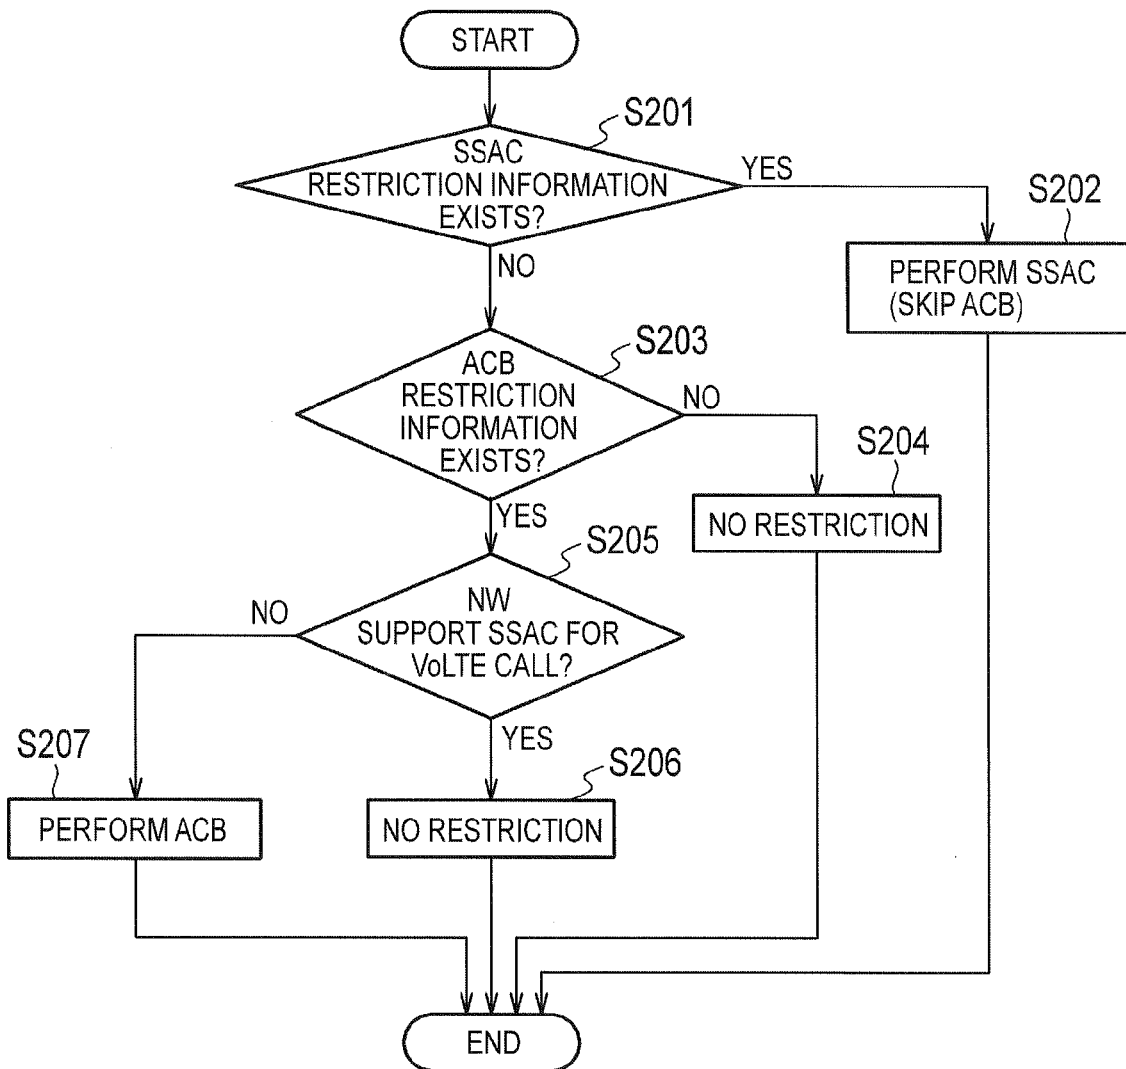 START
S201
SSAC
RESTRICTION INFORMATION
EXISTS?
YES
NO
S202
PERFORM SSAC
(SKIP ACB)
S203
ACB
RESTRICTION
INFORMATION
EXISTS?
NO
YES
S204
NO RESTRICTION
S205
NW
SUPPORT SSAC FOR
VoLTE CALL?
NO
YES
S207
PERFORM ACB
S206
NO RESTRICTION
END